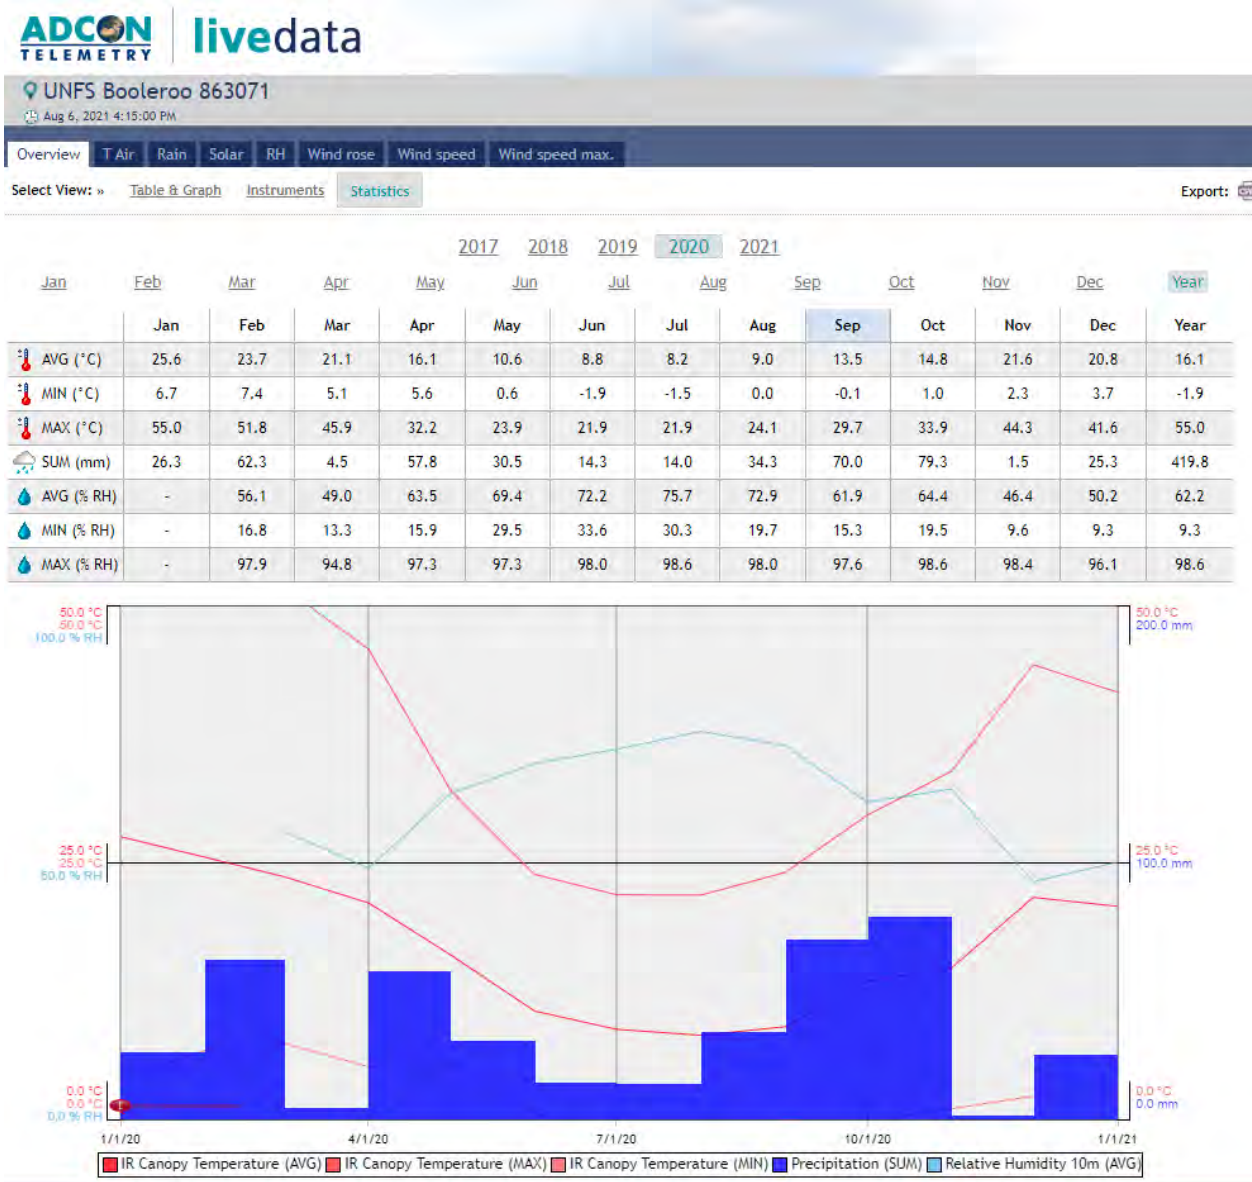 ADCON livedata
TELEMETRY
UNFS Booleroo 863071
Aug 6, 2021 4:15:00 PM
Overview T Air Rain Solar RH Wind rose Wind speed Wind speed max.
Select View: » Table & Graph Instruments Statistics Export:
2017 2018 2019 2020 2021
Jan Feb Mar Apr May Jun Jul Aug Sep Oct Nov Dec Year
Jan Feb Mar Apr May Jun Jul Aug Sep Oct Nov Dec Year
AVG (°C) 25.6 23.7 21.1 16.1 10.6 8.8 8.2 9.0 13.5 14.8 21.6 20.8 16.1
MIN (°C) 6.7 7.4 5.1 5.6 0.6 -1.9 -1.5 0.0 -0.1 1.0 2.3 3.7 -1.9
MAX (°C) 55.0 51.8 45.9 32.2 23.9 21.9 21.9 24.1 29.7 33.9 44.3 41.6 55.0
SUM (mm) 26.3 62.3 4.5 57.8 30.5 14.3 14.0 34.3 70.0 79.3 1.5 25.3 419.8
AVG (% RH) - 56.1 49.0 63.5 69.4 72.2 75.7 72.9 61.9 64.4 46.4 50.2 62.2
MIN (% RH) - 16.8 13.3 15.9 29.5 33.6 30.3 19.7 15.3 19.5 9.6 9.3 9.3
MAX (% RH) - 97.9 94.8 97.3 97.3 98.0 98.6 98.0 97.6 98.6 98.4 96.1 98.6
50.0 °C 50.0 °C
50.0 °C 200.0 mm
100.0 % RH
25.0 °C 25.0 °C
25.0 °C 100.0 mm
50.0 % RH
0.0 °C 0.0 °C
0.0 °C 0.0 mm
0.0 % RH
1/1/20 4/1/20 7/1/20 10/1/20 1/1/21
IR Canopy Temperature (AVG) IR Canopy Temperature (MAX) IR Canopy Temperature (MIN) Precipitation (SUM) Relative Humidity 10m (AVG)